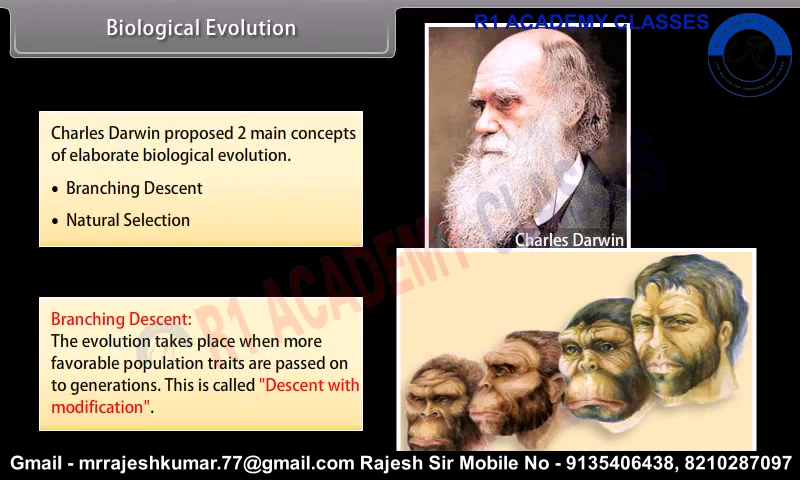 R1 ACADEMY CLASSES
Biological Evolution
Charles Darwin proposed 2 main concepts
of elaborate biological evolution.
• Branching Descent
• Natural Selection
Charles Darwin
R1 ACADEMY CLASSES
Branching Descent:
The evolution takes place when more
favorable population traits are passed on
to generations. This is called "Descent with
modification".
Gmail - mrrajeshkumar.77@gmail.com Rajesh Sir Mobile No - 9135406438, 8210287097